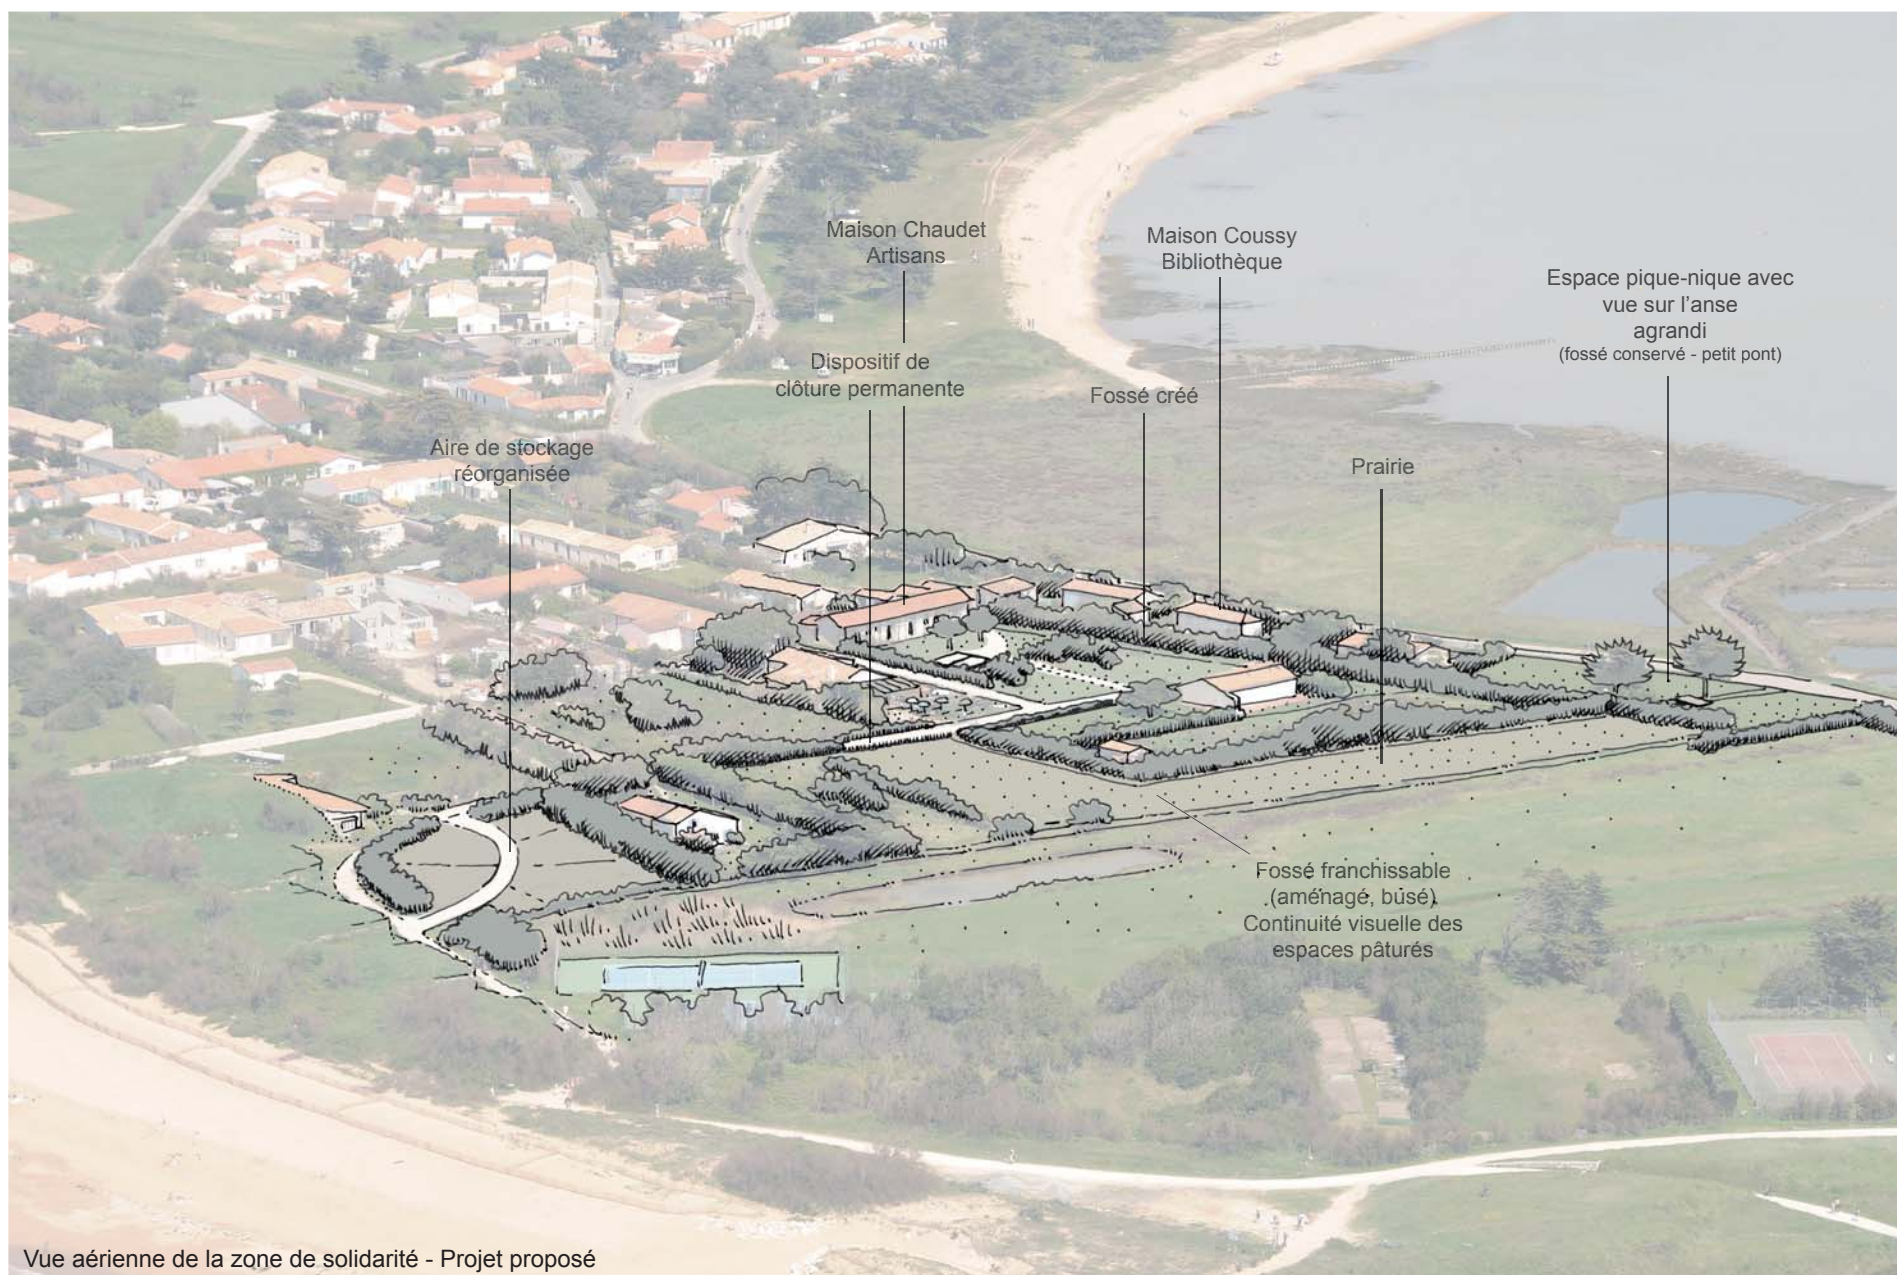 Maison Chaudet
Artisans
Maison Coussy
Bibliothèque
Espace pique-nique avec
vue sur l'anse
agrandi
(fossé conservé - petit pont)
Dispositif de
clôture permanente
Fossé créé
Aire de stockage
réorganisée
Prairie
Fossé franchissable
(aménagé, busé)
Continuité visuelle des
espaces pâturés
Vue aérienne de la zone de solidarité - Projet proposé